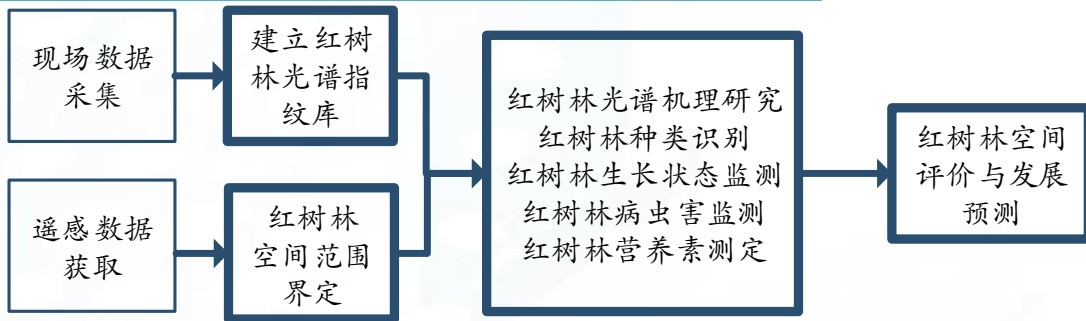 现场数据
采集
建立红树
林光谱指
纹库
遥感数据
获取
红树林
空间范围
界定
红树林光谱机理研究
红树林种类识别
红树林生长状态监测
红树林病虫害监测
红树林营养素测定
红树林空间
评价与发展
预测